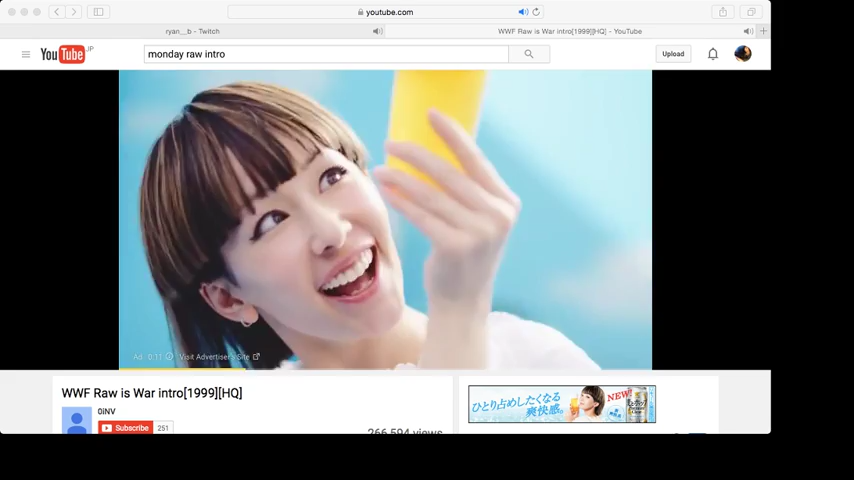 youtube.com
ryan__b - Twitch
WWF Raw is War intro[1999][HQ] - YouTube
YouTube JP
monday raw intro
Upload
Ad · 0:11
Visit Advertiser's Site
WWF Raw is War intro[1999][HQ]
0iNV
Subscribe
251
266,594 views
ひとり占めしたくなる
爽快感。
NEW!